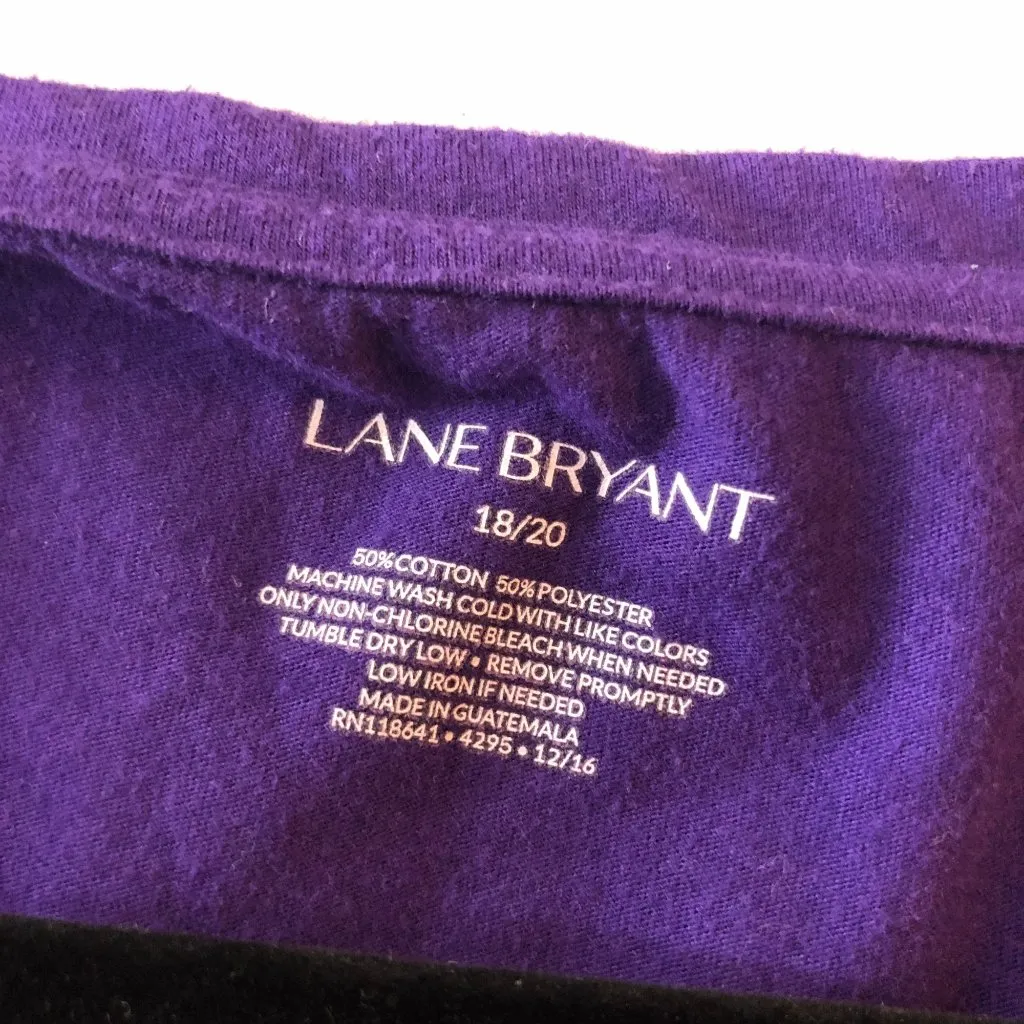 LANE BRYANT
18/20
50% COTTON 50% POLYESTER
MACHINE WASH COLD WITH LIKE COLORS
ONLY NON-CHLORINE BLEACH WHEN NEEDED
TUMBLE DRY LOW • REMOVE PROMPTLY
LOW IRON IF NEEDED
MADE IN GUATEMALA
RN118641 • 4295 • 12/16